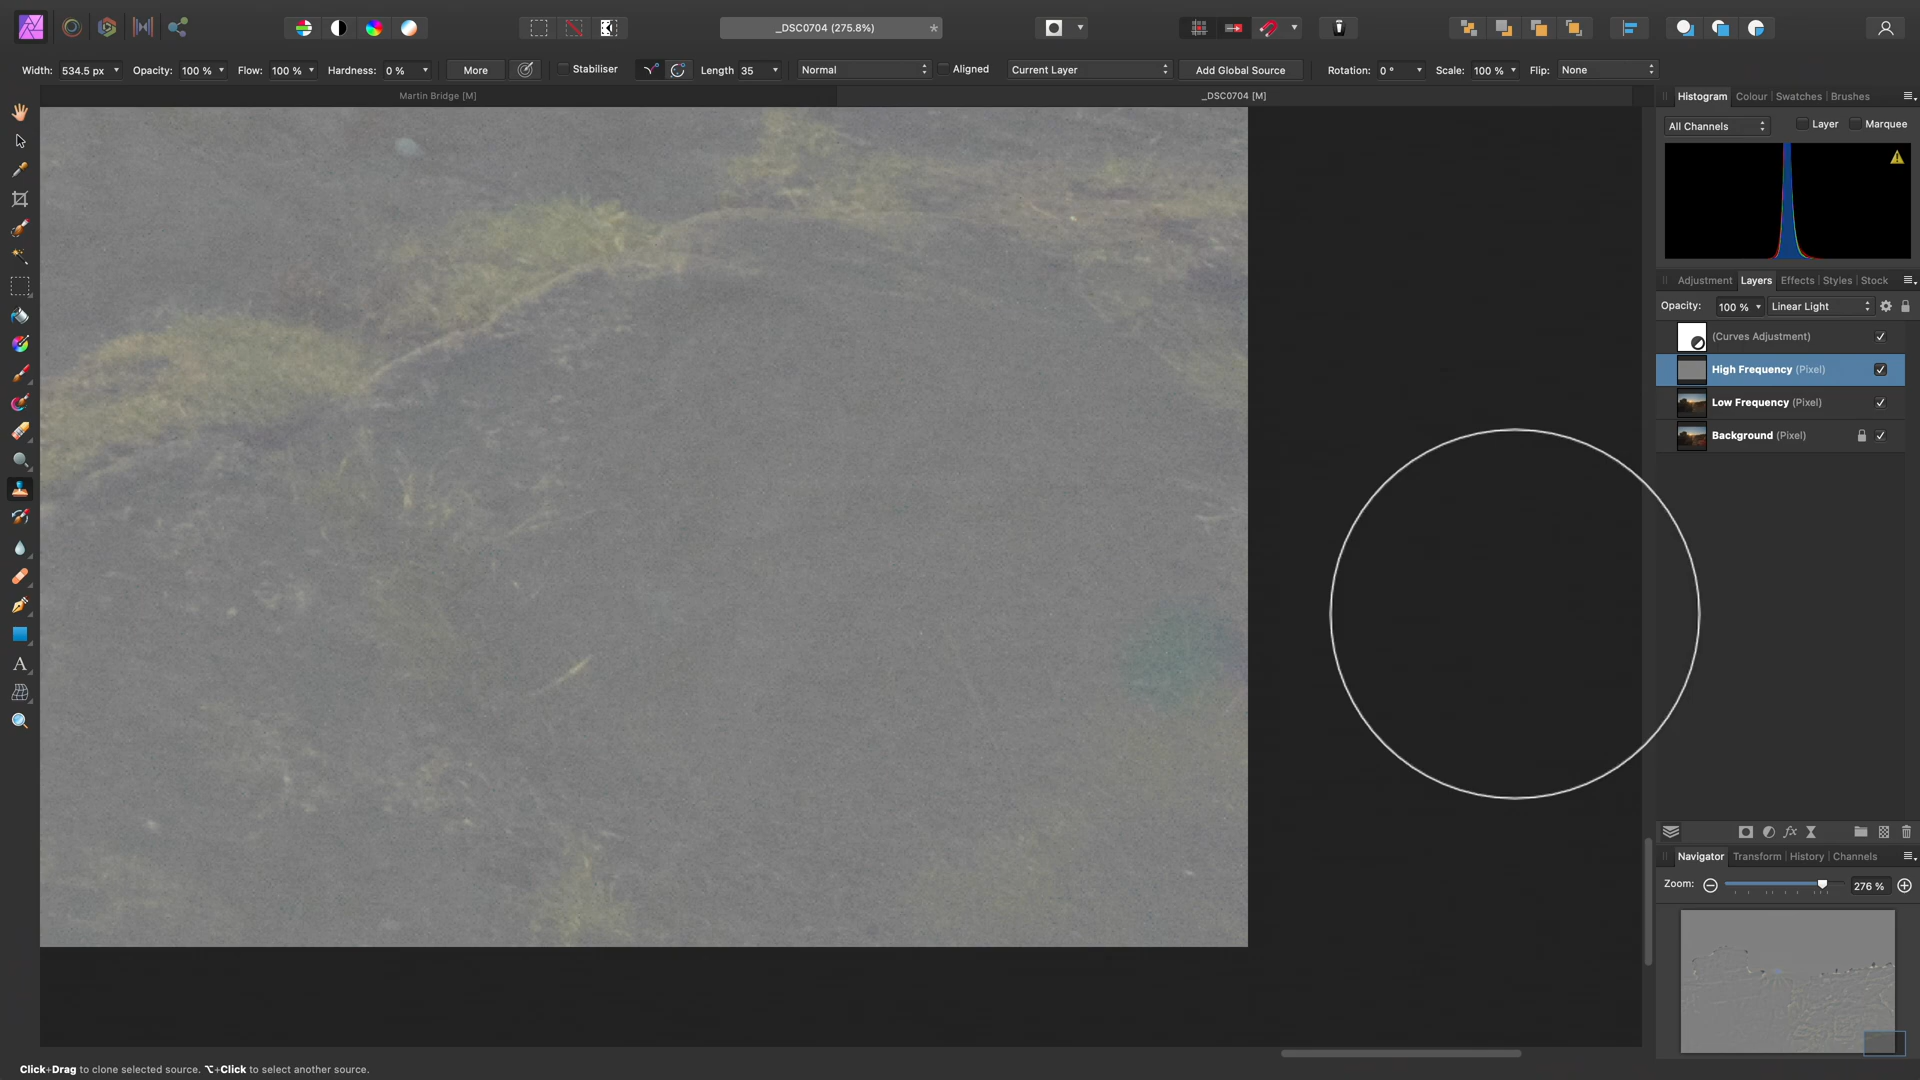 _DSC0704 (275.8%)
Width: 534.5 px Opacity: 100 % Flow: 100 % Hardness: 0 % More Stabiliser Length 35 Normal Aligned Current Layer Add Global Source Rotation: 0 ° Scale: 100 % Flip: None
Martin Bridge [M] _DSC0704 [M]
Histogram Colour Swatches Brushes
All Channels Layer Marquee
Adjustment Layers Effects Styles Stock
Opacity: 100 % Linear Light
(Curves Adjustment)
High Frequency (Pixel)
Low Frequency (Pixel)
Background (Pixel)
Navigator Transform History Channels
Zoom: 276 %
Click+Drag to clone selected source. ⌥+Click to select another source.